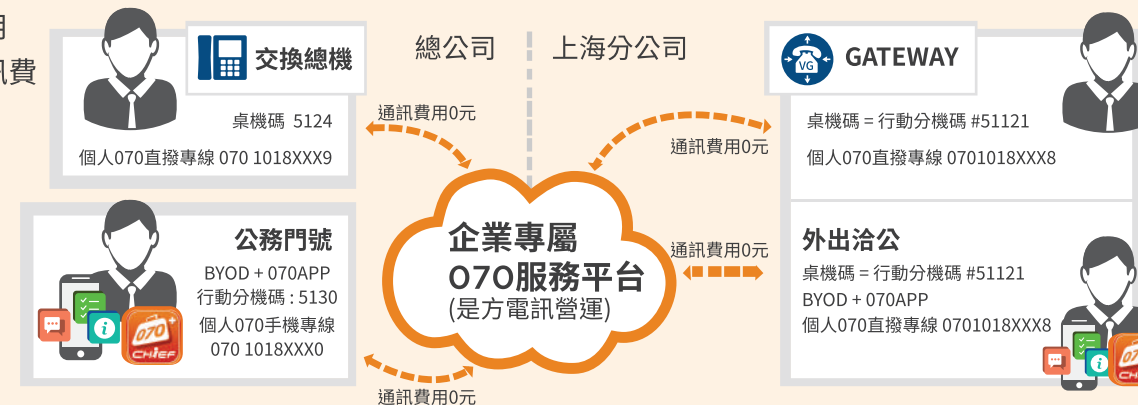 訊費
交換總機
桌機碼 5124
個人070直撥專線 070 1018XXX9
公務門號
BYOD + 070APP
行動分機碼 : 5130
個人070手機專線
070 1018XXX0
070
CHIEF
總公司
上海分公司
通訊費用0元
通訊費用0元
企業專屬
070服務平台
(是方電訊營運)
通訊費用0元
通訊費用0元
VG
GATEWAY
桌機碼 = 行動分機碼 #51121
個人070直撥專線 0701018XXX8
外出洽公
桌機碼 = 行動分機碼 #51121
BYOD + 070APP
個人070直撥專線 0701018XXX8